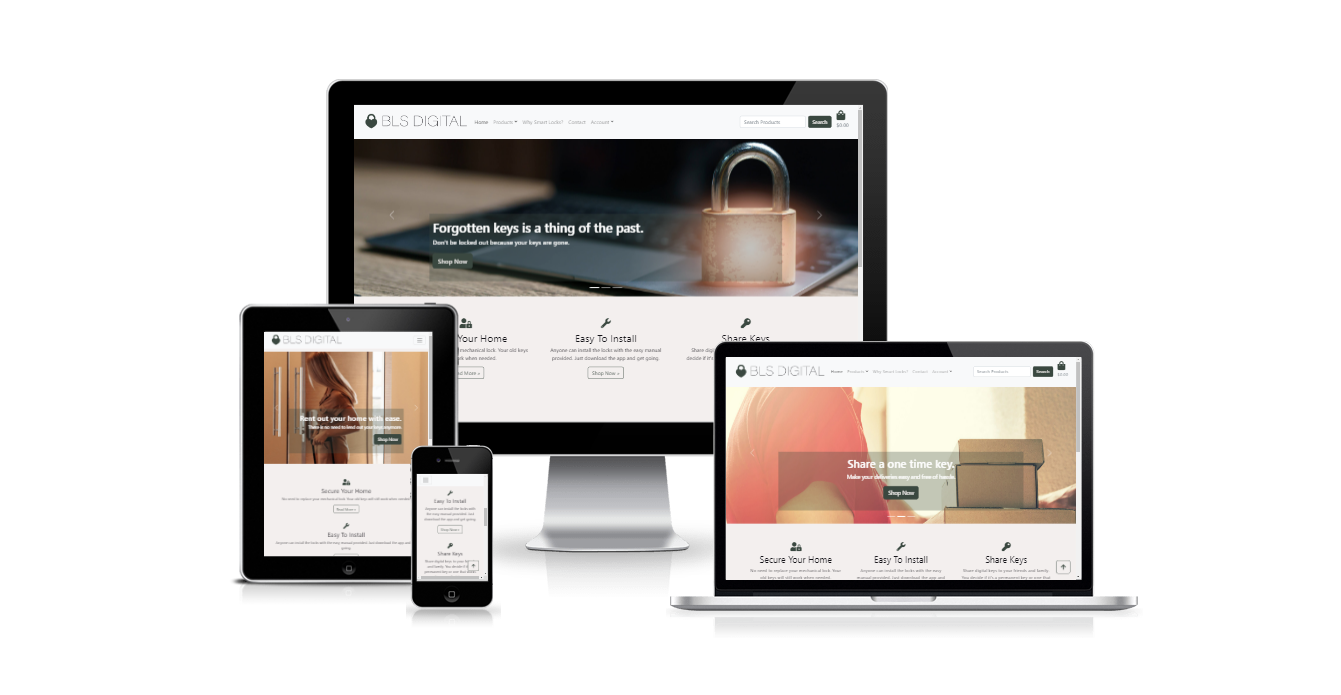 BLS DIGITAL
Home Products Why Smart Locks? Contact Account
Search Products
Search
$0.00
Forgotten keys is a thing of the past.
Don't be locked out because your keys are gone.
Shop Now
Your Home
mechanical lock. Your old keys
work when needed.
ad More »
Easy To Install
Anyone can install the locks with the easy manual
provided. Just download the app and get going.
Shop Now »
Share Keys
Share dig
decide if it's
BLS DIGITAL
Rent out your home with ease.
There is no need to lend out your keys anymore.
Shop Now
Secure Your Home
No need to replace your mechanical lock. Your old keys will still work when needed.
Read More »
Easy To Install
Anyone can install the locks with the easy manual provided. Just download the app and get
going.
Easy To Install
Anyone can install the locks with
the easy manual provided. Just
download the app and get going.
Shop Now »
Share Keys
Share digital keys to your friends
and family. You decide if it's a
permanent key or one that
BLS DIGITAL
Home Products Why Smart Locks? Contact Account
Search Products
Search
$0.00
Share a one time key.
Make your deliveries easy and free of hassle.
Shop Now
Secure Your Home
No need to replace your mechanical lock. Your
old keys will still work when needed.
Easy To Install
Anyone can install the locks with the easy
manual provided. Just download the app and
Share Keys
Share digital keys to your friends and family.
You decide if it's a permanent key or one that